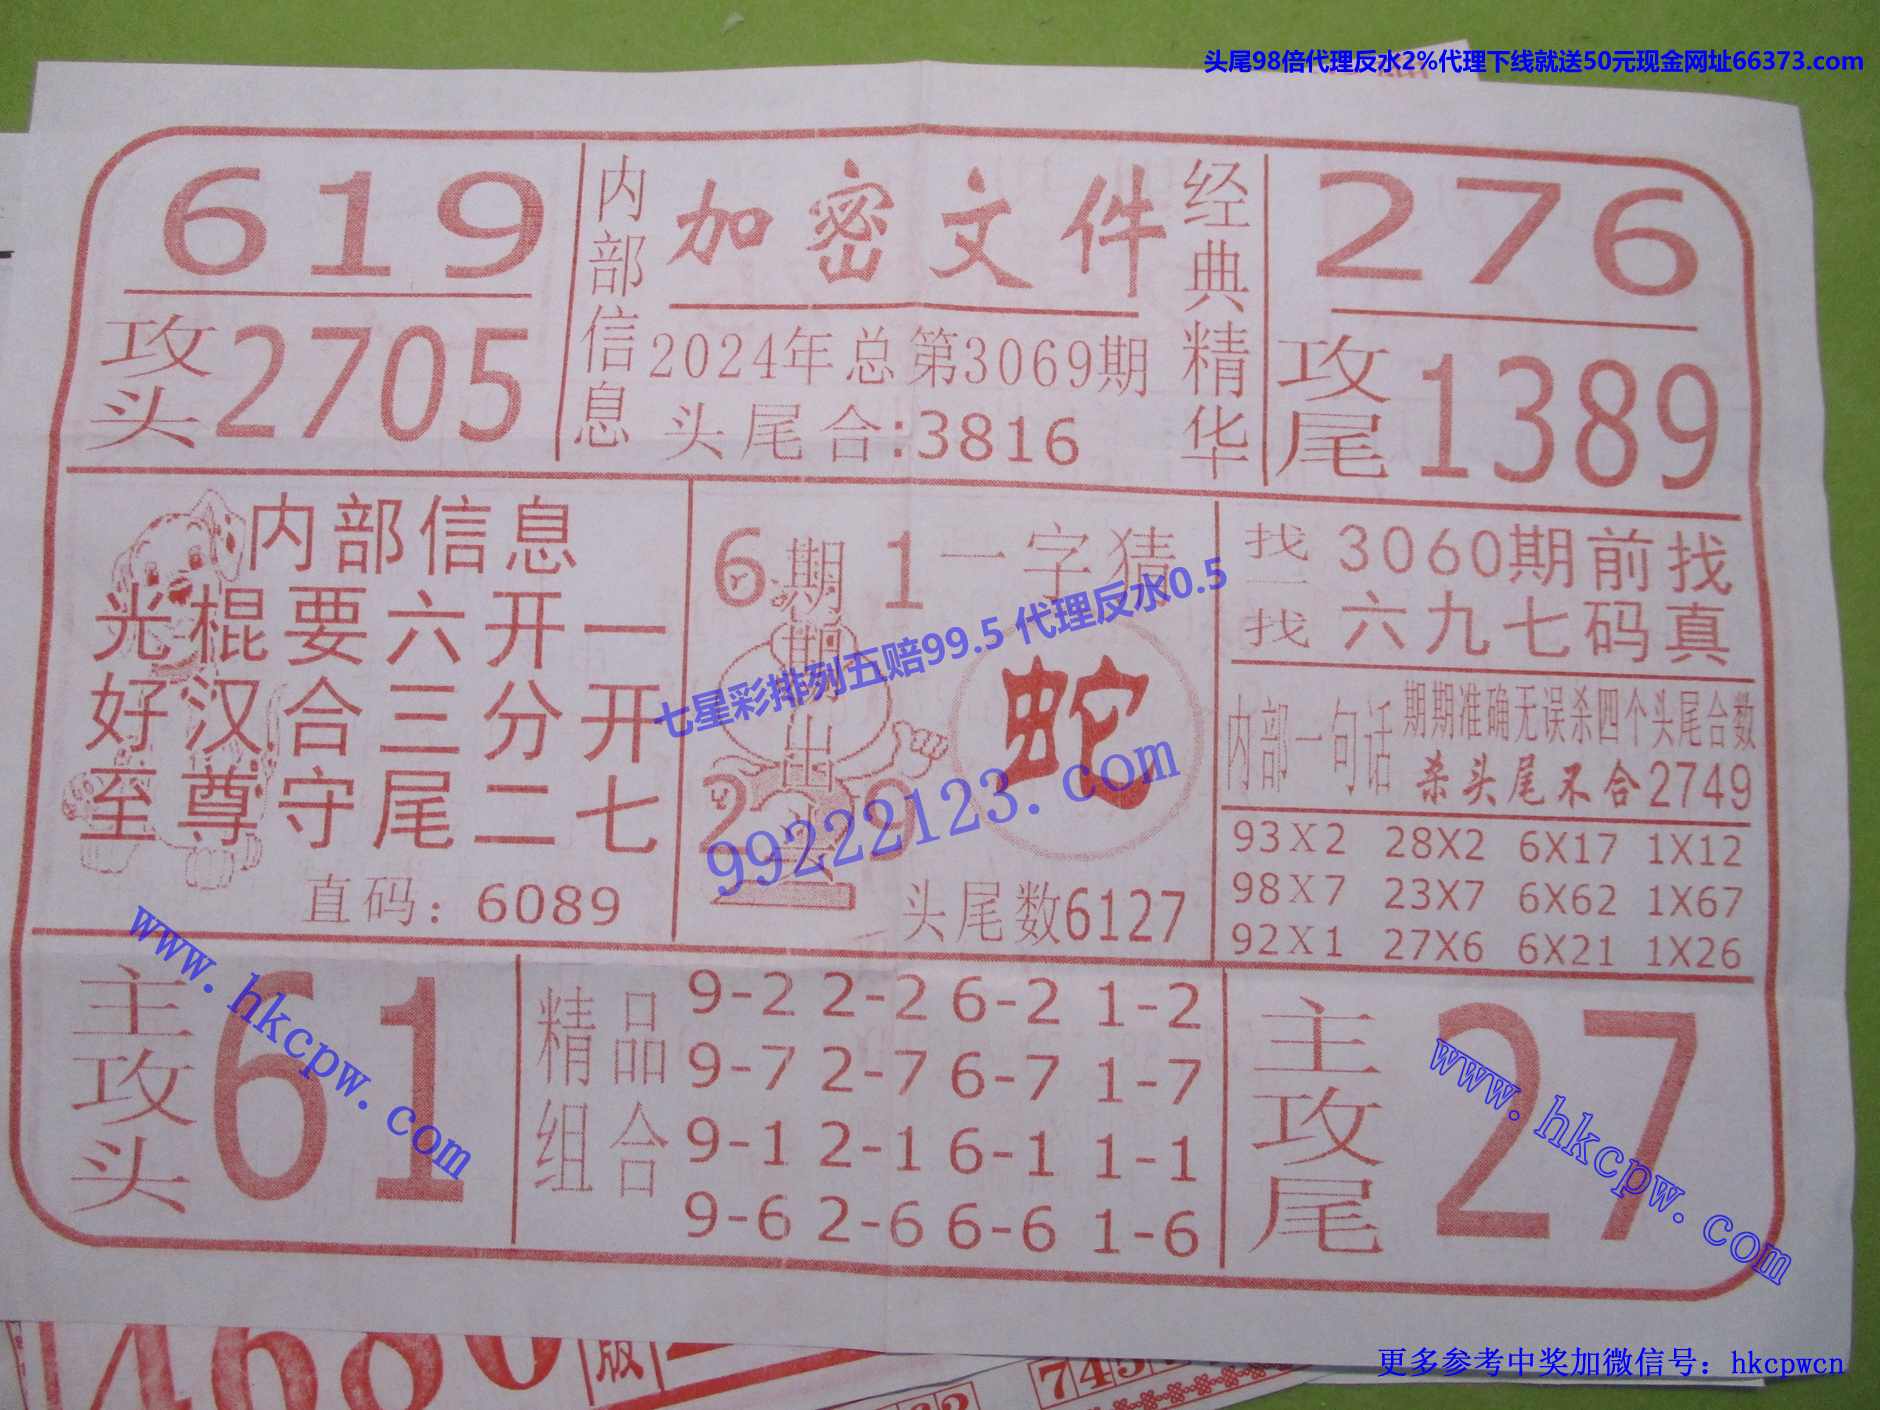 头尾98倍代理反水2%代理下线就送50元现金网址66373.com
619
攻头2705
内部信息
加密文件
2024年总第3069期
头尾合:3816
经典精华
276
攻尾1389
内部信息
光棍要六开一
好汉合三分开
至尊守尾二七
直码：6089
6期1
期期出
229
一字猜
蛇
头尾数6127
找一找
3060期前找
六九七码真
内部一句话
期期准确无误杀四个头尾合数
杀头尾不合2749
93X2 28X2 6X17 1X12
98X7 23X7 6X62 1X67
92X1 27X6 6X21 1X26
七星彩排列五赔99.5 代理反水0.5
99222123.com
www.hkcpw.com
主攻头
61
精品组合
9-2 2-2 6-2 1-2
9-7 2-7 6-7 1-7
9-1 2-1 6-1 1-1
9-6 2-6 6-6 1-6
主攻尾
27
www.hkcpw.com
版
更多参考中奖加微信号：hkcpwcn